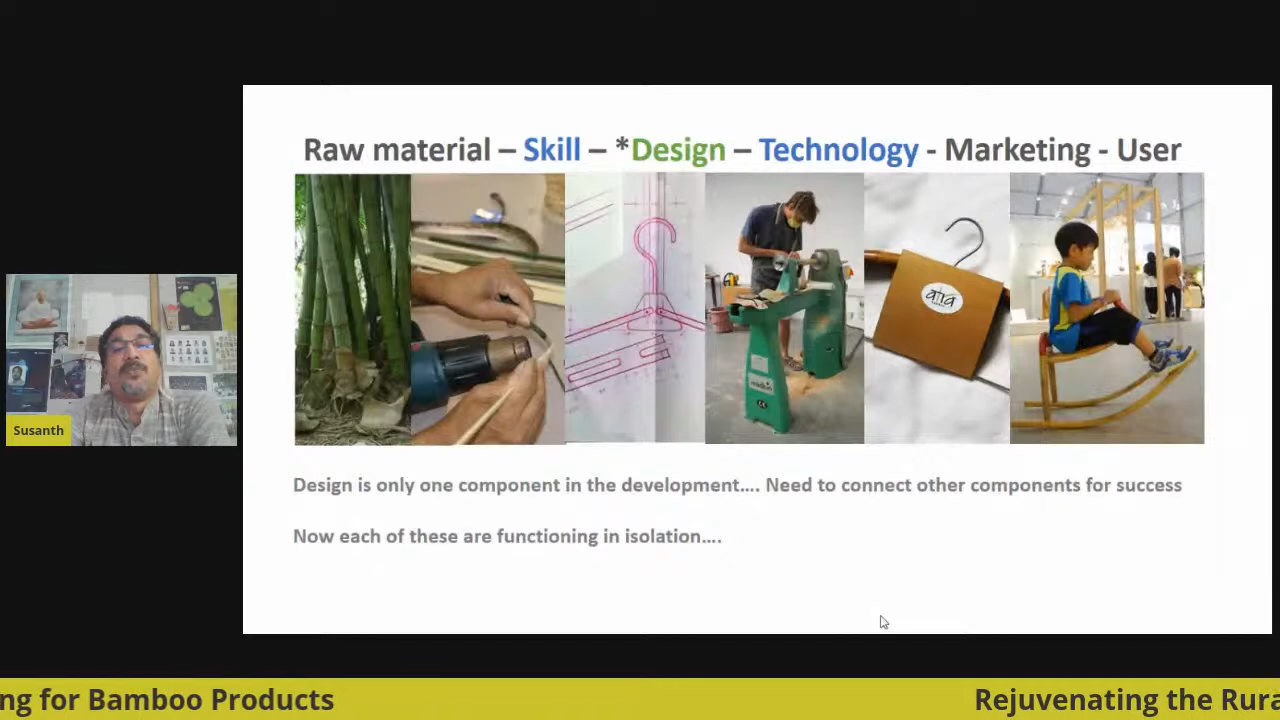 Raw material – Skill – *Design – Technology - Marketing - User
Susanth
Design is only one component in the development.... Need to connect other components for success
Now each of these are functioning in isolation....
ng for Bamboo Products
Rejuvenating the Rura